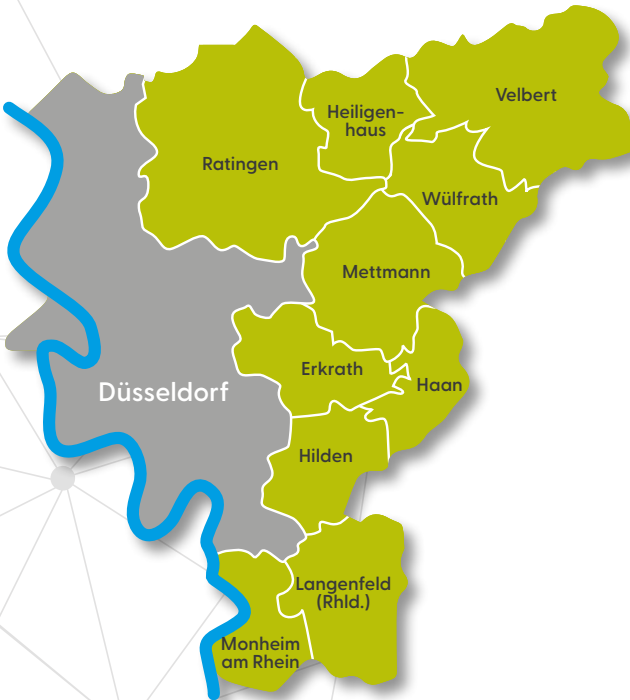 Velbert
Heiligen-
haus
Ratingen
Wülfrath
Mettmann
Erkrath
Haan
Düsseldorf
Hilden
Langenfeld
(Rhld.)
Monheim
am Rhein